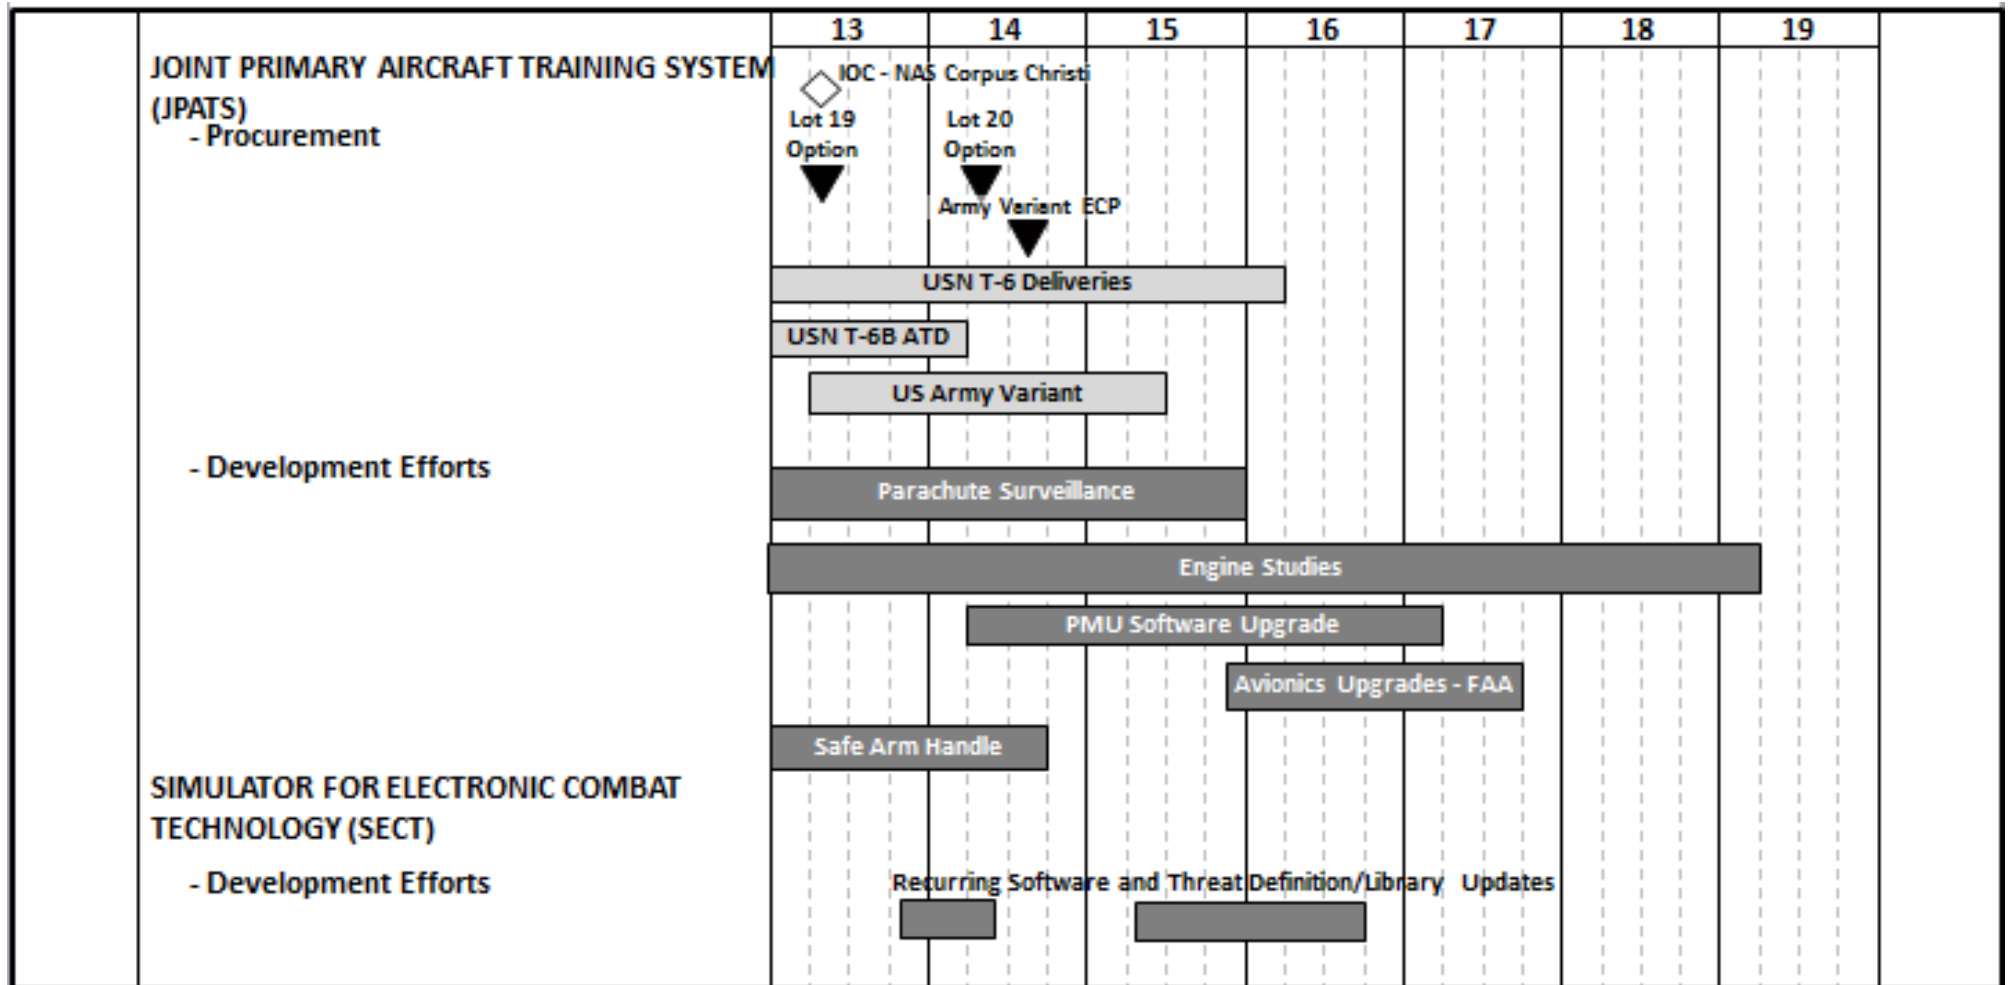 13 14 15 16 17 18 19
JOINT PRIMARY AIRCRAFT TRAINING SYSTEM
(JPATS)
IOC - NAS Corpus Christi
- Procurement
Lot 19
Option
Lot 20
Option
Army Variant ECP
USN T-6 Deliveries
USN T-6B ATD
US Army Variant
- Development Efforts
Parachute Surveillance
Engine Studies
PMU Software Upgrade
Avionics Upgrades - FAA
Safe Arm Handle
SIMULATOR FOR ELECTRONIC COMBAT
TECHNOLOGY (SECT)
- Development Efforts
Recurring Software and Threat Definition/Library Updates